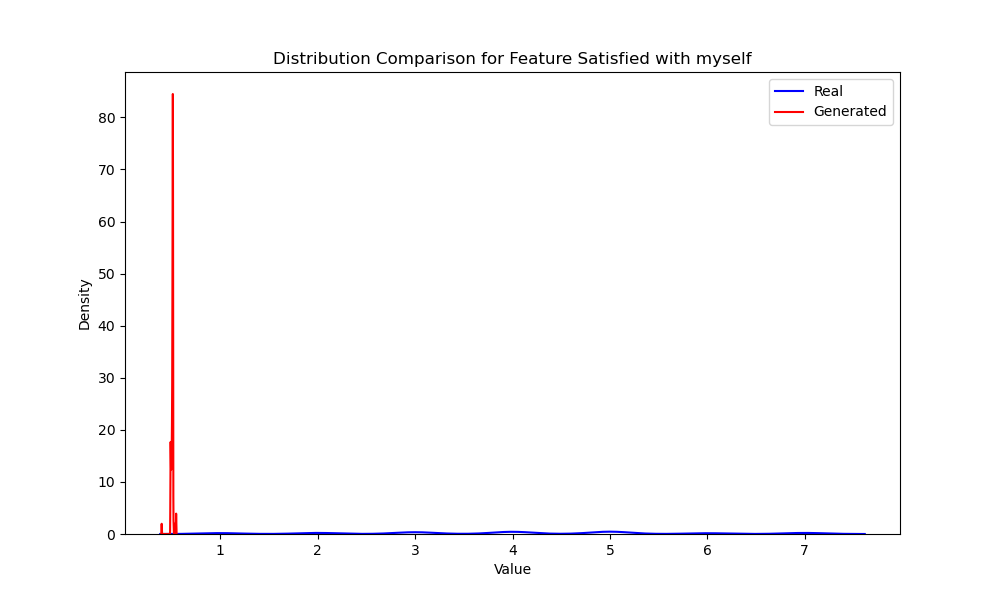 Distribution Comparison for Feature Satisfied with myself
Real
Generated
Density
80
70
60
50
40
30
20
10
0
1 2 3 4 5 6 7
Value